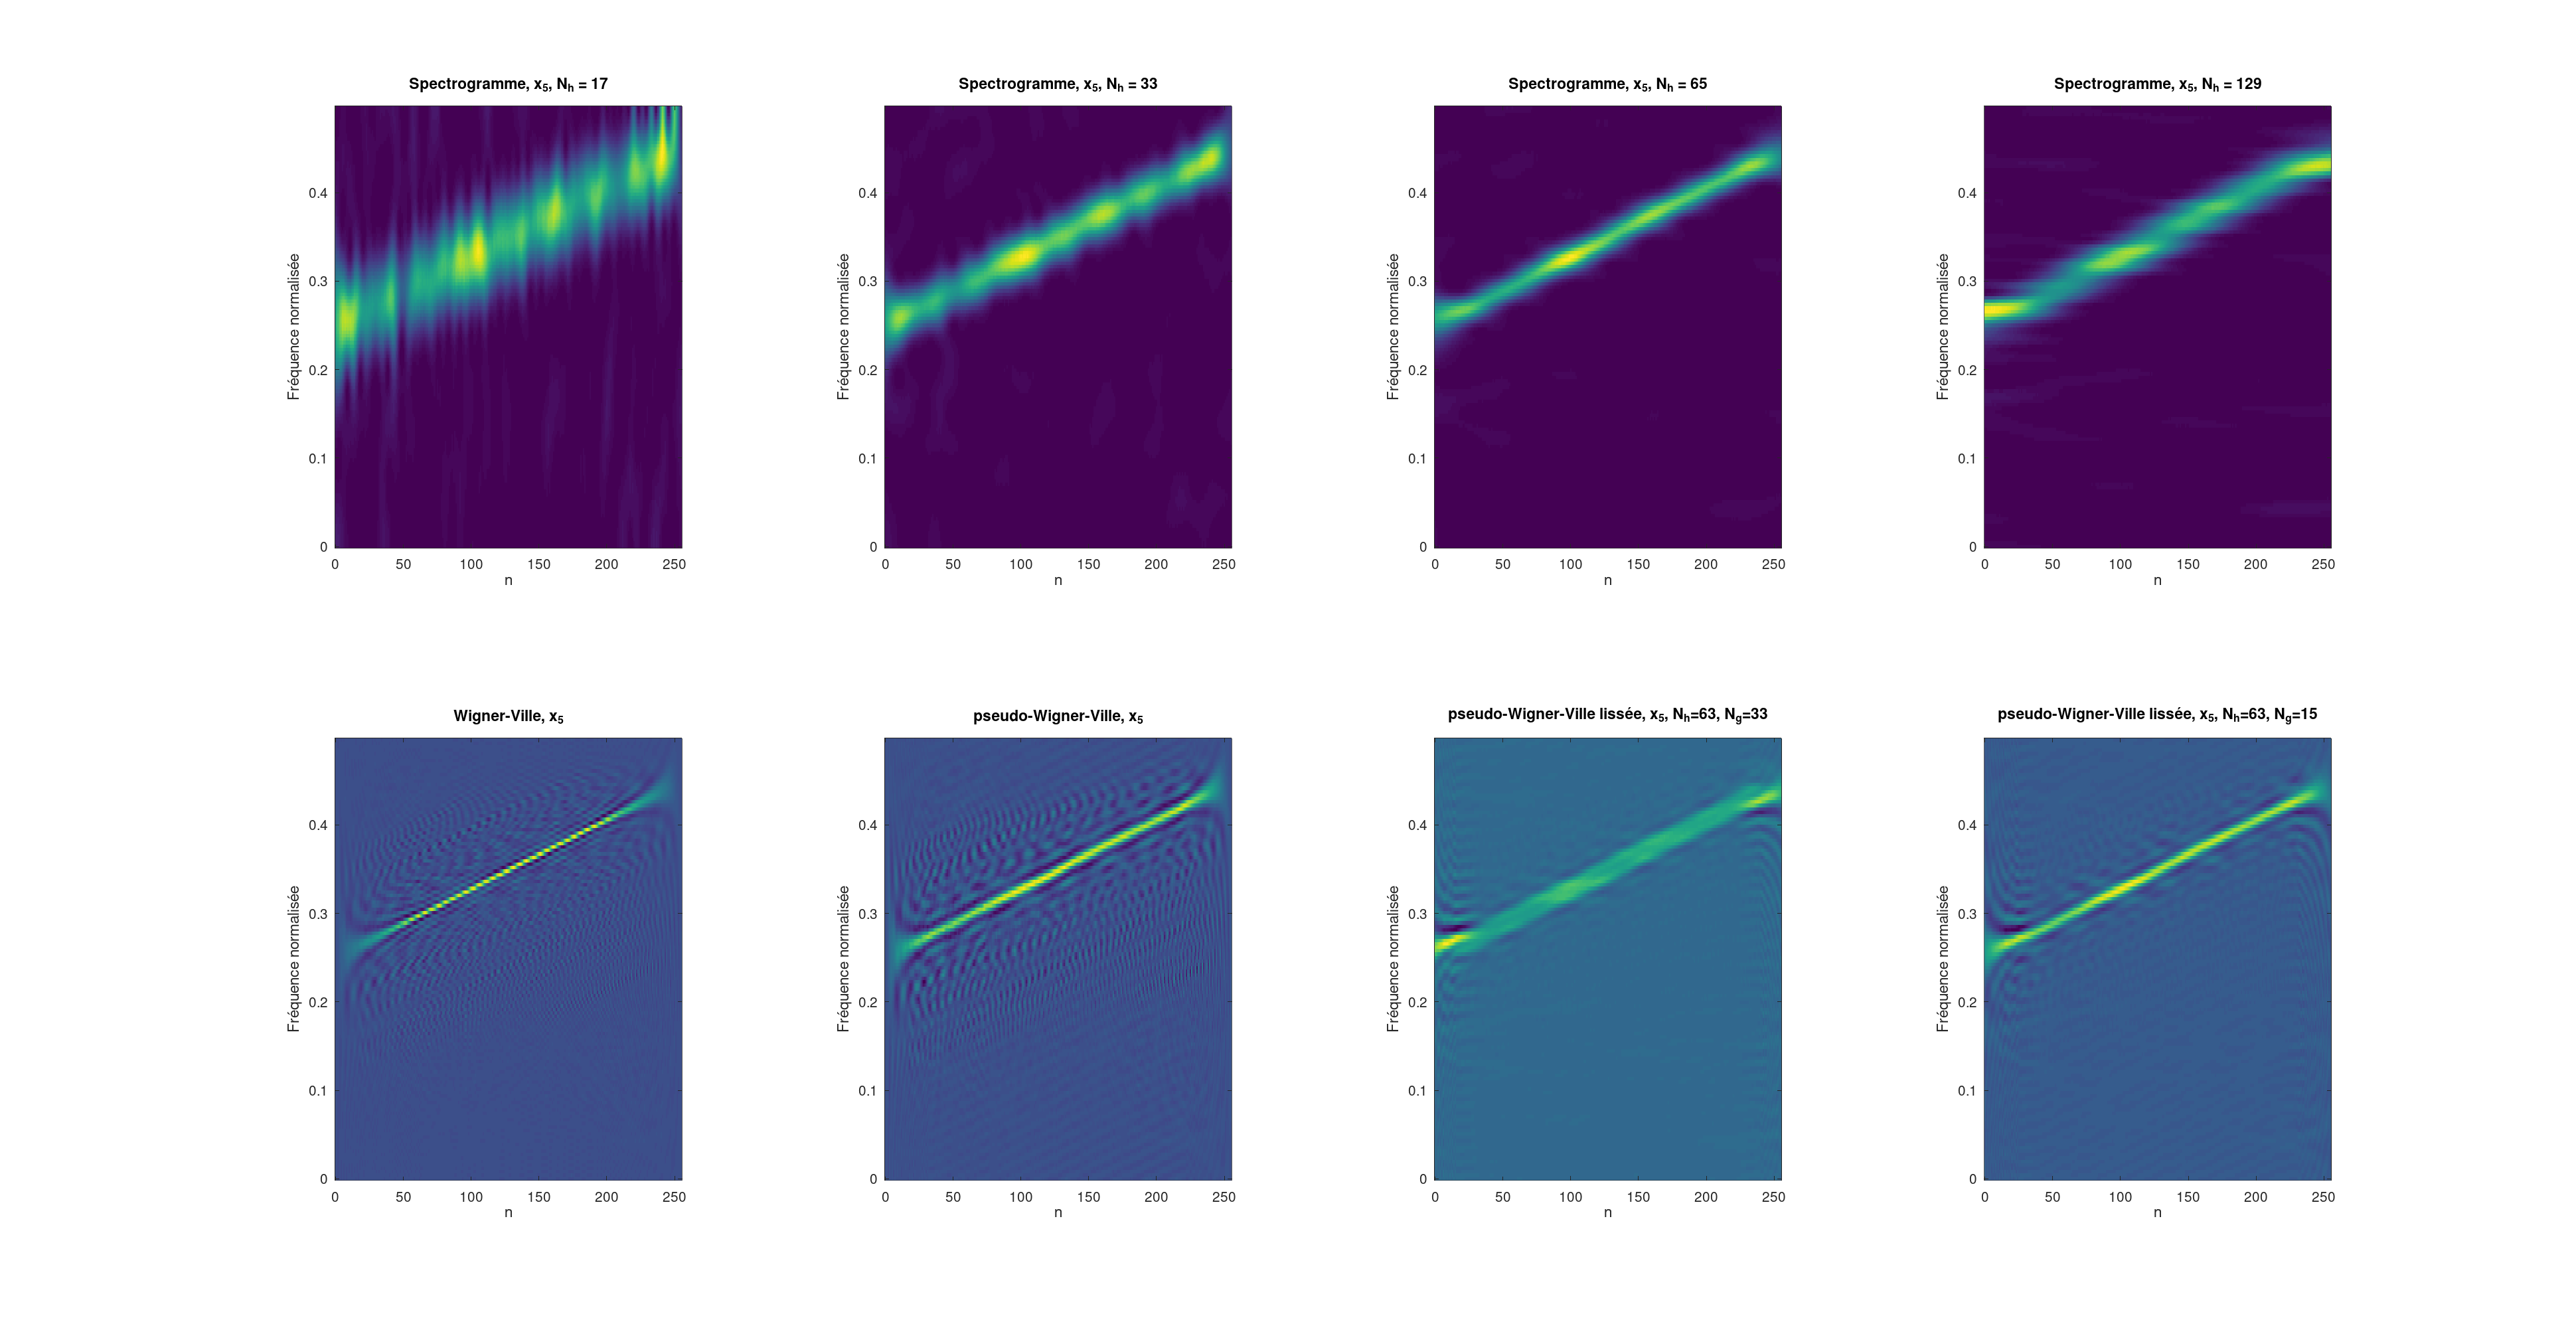 Spectrogramme, x5, Nh = 17
Fréquence normalisée
0.4
0.3
0.2
0.1
0
0 50 100 150 200 250
n
Spectrogramme, x5, Nh = 33
Fréquence normalisée
0.4
0.3
0.2
0.1
0
0 50 100 150 200 250
n
Spectrogramme, x5, Nh = 65
Fréquence normalisée
0.4
0.3
0.2
0.1
0
0 50 100 150 200 250
n
Spectrogramme, x5, Nh = 129
Fréquence normalisée
0.4
0.3
0.2
0.1
0
0 50 100 150 200 250
n
Wigner-Ville, x5
Fréquence normalisée
0.4
0.3
0.2
0.1
0
0 50 100 150 200 250
n
pseudo-Wigner-Ville, x5
Fréquence normalisée
0.4
0.3
0.2
0.1
0
0 50 100 150 200 250
n
pseudo-Wigner-Ville lissée, x5, Nh=63, Ng=33
Fréquence normalisée
0.4
0.3
0.2
0.1
0
0 50 100 150 200 250
n
pseudo-Wigner-Ville lissée, x5, Nh=63, Ng=15
Fréquence normalisée
0.4
0.3
0.2
0.1
0
0 50 100 150 200 250
n